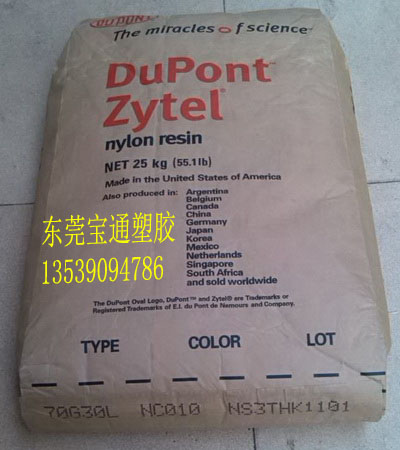 DUPONT
The miracles of science™
DuPont™
Zytel®
nylon resin
NET 25 kg (55.1lb)
Made in the United States of America
Also produced in: Argentina
Belgium
Canada
China
Germany
Japan
Korea
Mexico
Netherlands
Singapore
South Africa
and sold worldwide
东莞宝通塑胶
13539094786
The DuPont Oval Logo, DuPont™ and Zytel® are Trademarks or
Registered Trademarks of E.I. du Pont de Nemours and Company.
TYPE COLOR LOT
70G30L NC010 NS3THK1101